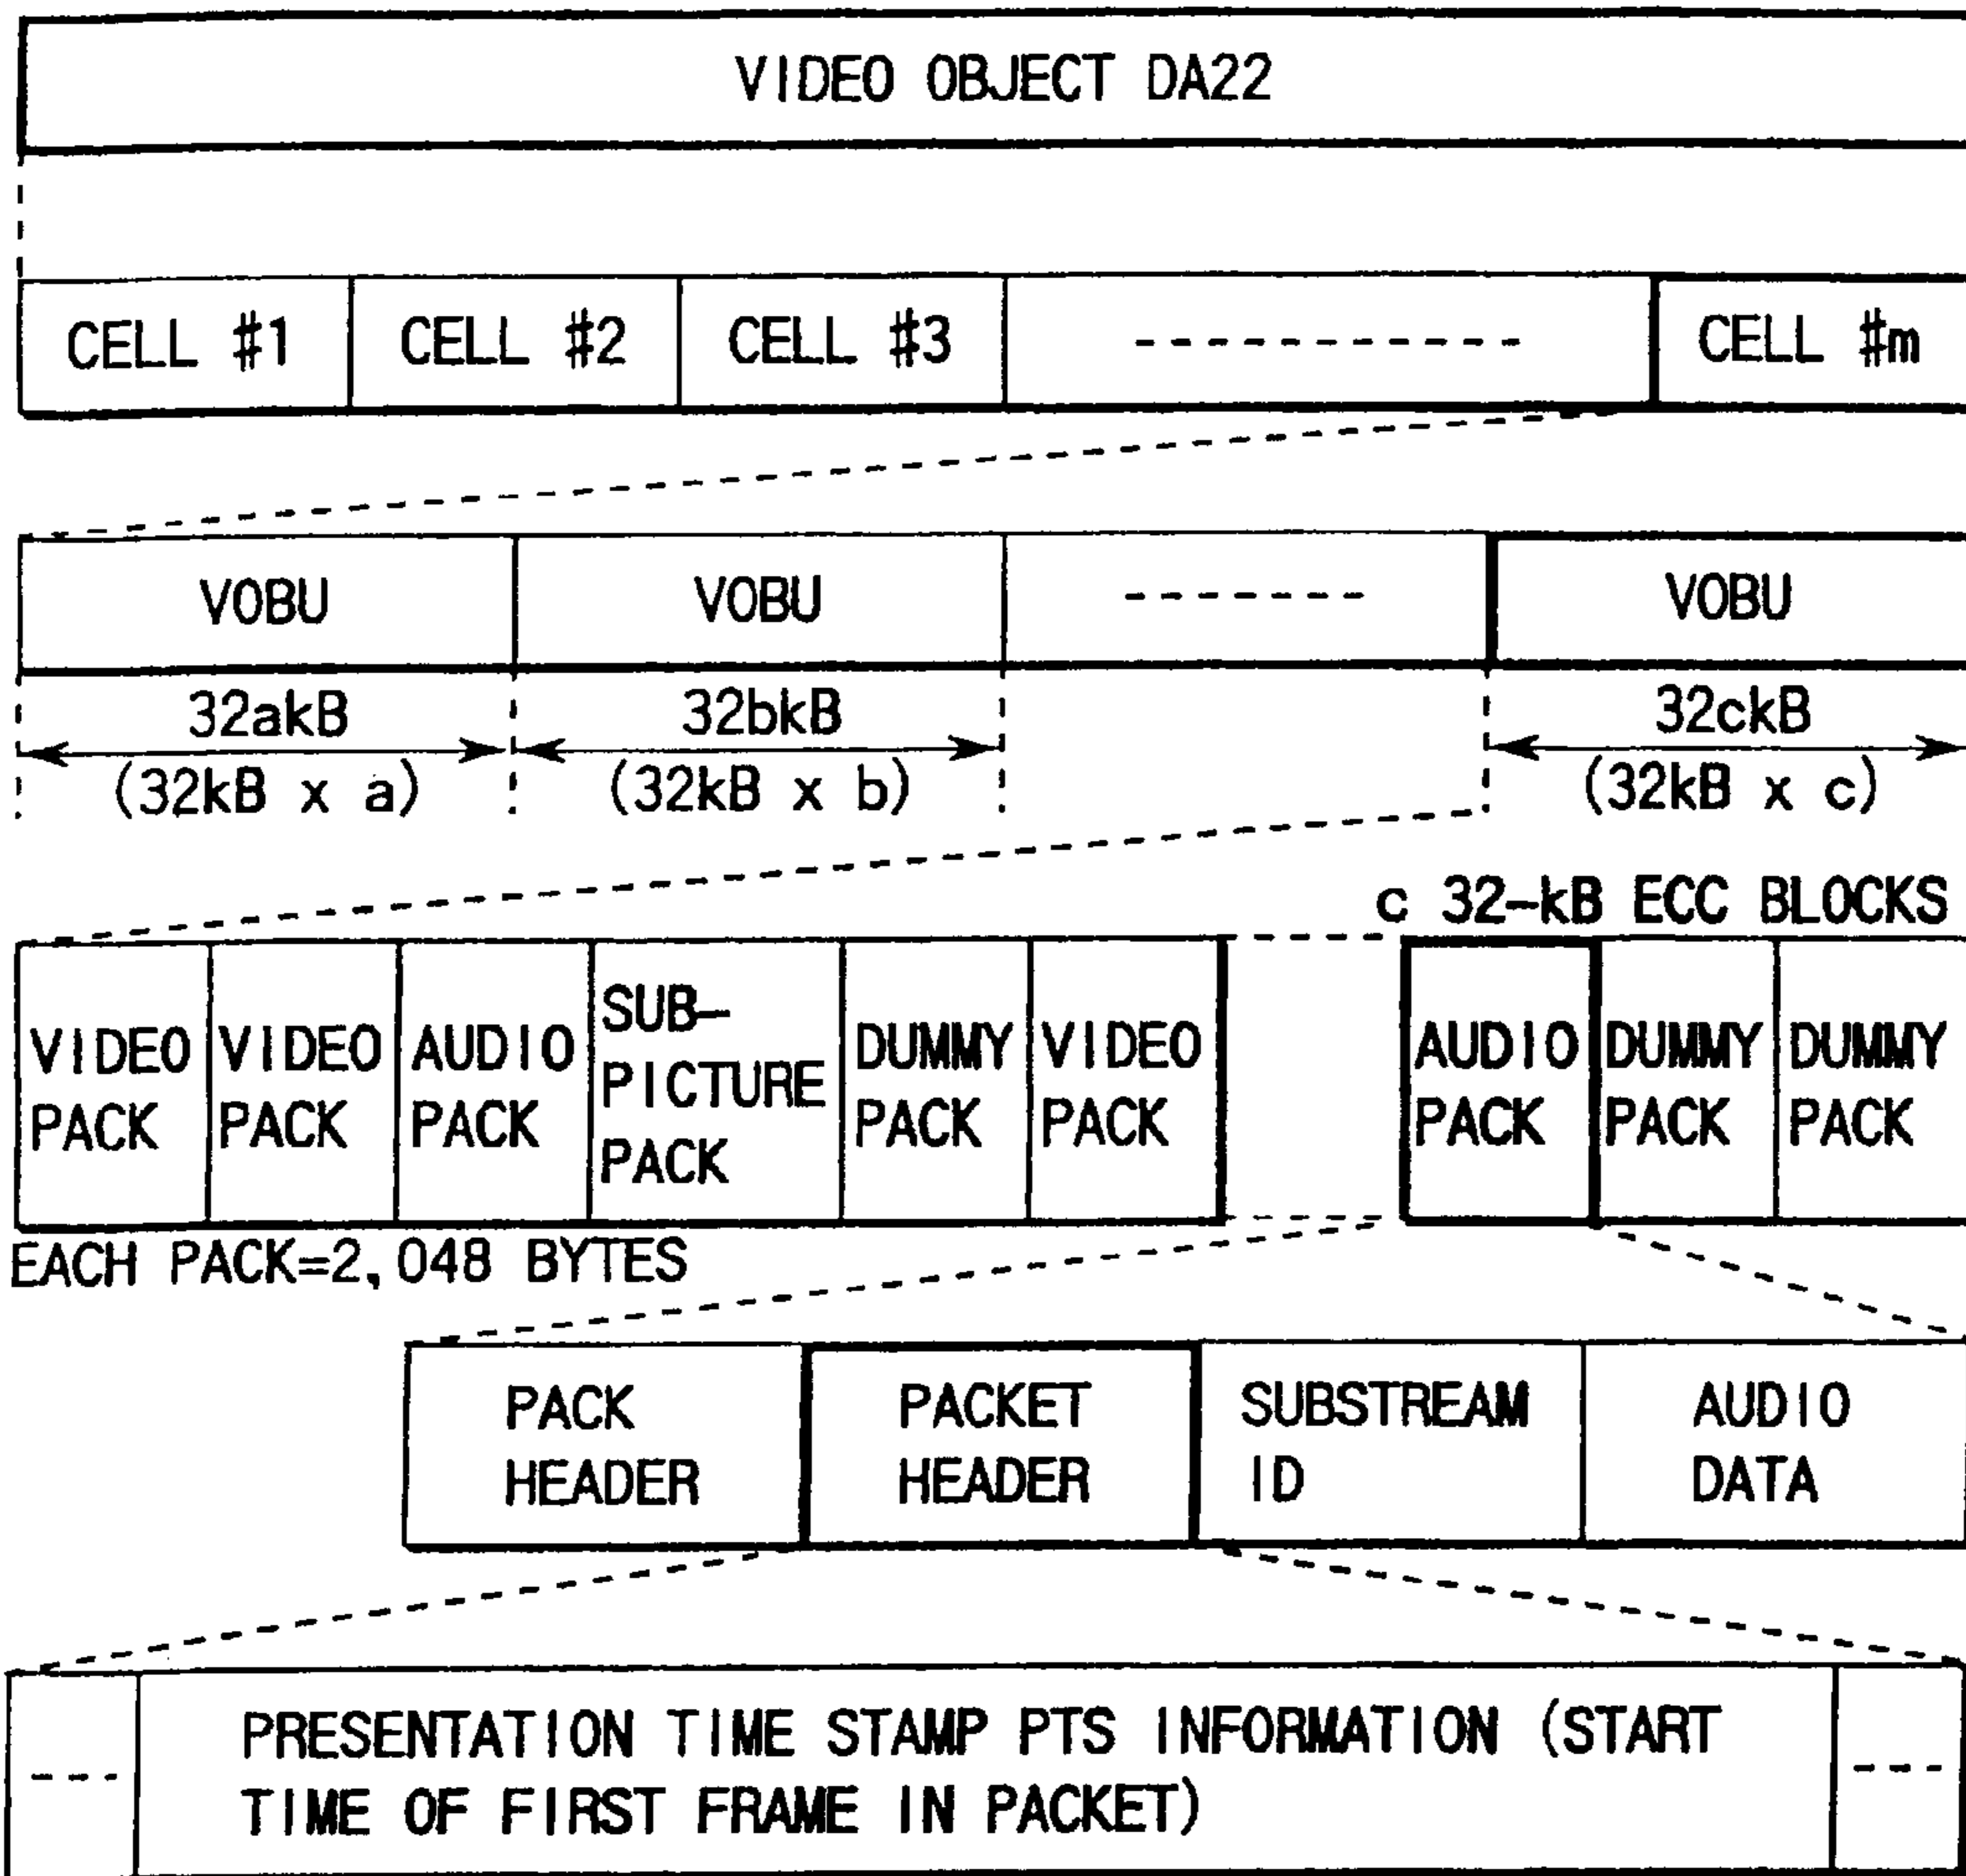 VIDEO OBJECT DA22
CELL #1 CELL #2 CELL #3 ------------ CELL #m
VOBU VOBU ------- VOBU
32akB 32bkB 32ckB
(32kB x a) (32kB x b) (32kB x c)
c 32-kB ECC BLOCKS
VIDEO PACK
VIDEO PACK
AUDIO PACK
SUB-
PICTURE
PACK
DUMMY PACK
VIDEO PACK
AUDIO PACK
DUMMY PACK
DUMMY PACK
EACH PACK=2,048 BYTES
PACK
HEADER
PACKET
HEADER
SUBSTREAM
ID
AUDIO
DATA
--- PRESENTATION TIME STAMP PTS INFORMATION (START
TIME OF FIRST FRAME IN PACKET) ---